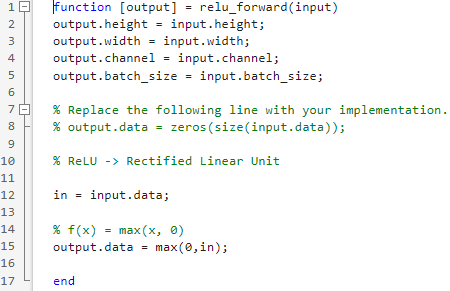 1 function [output] = relu_forward(input)
2 output.height = input.height;
3 output.width = input.width;
4 output.channel = input.channel;
5 output.batch_size = input.batch_size;
6
7 % Replace the following line with your implementation.
8 % output.data = zeros(size(input.data));
9
10 % ReLU -> Rectified Linear Unit
11
12 in = input.data;
13
14 % f(x) = max(x, 0)
15 output.data = max(0,in);
16
17 end